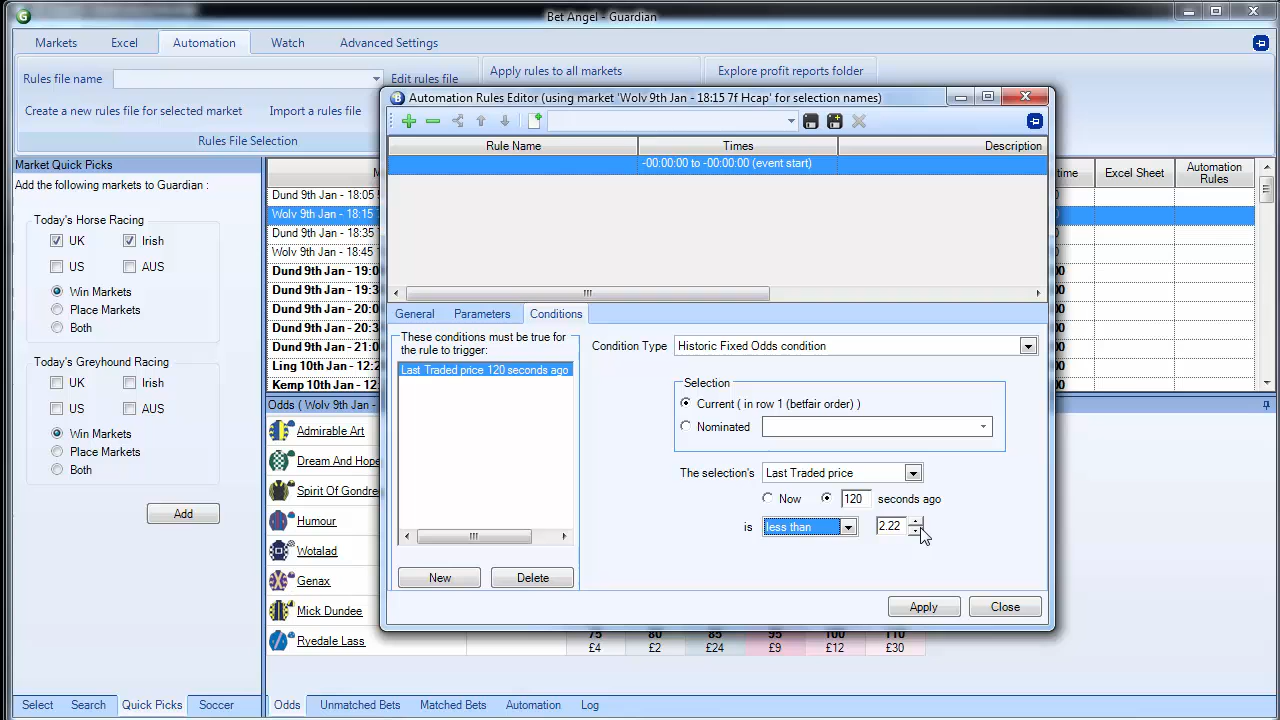 Bet Angel - Guardian
Markets Excel Automation Watch Advanced Settings
Rules file name Edit rules file Apply rules to all markets Explore profit reports folder
Create a new rules file for selected market Import a rules file
Rules File Selection
Automation Rules Editor (using market 'Wolv 9th Jan - 18:15 7f Hcap' for selection names)
Rule Name Times Description
-00:00:00 to -00:00:00 (event start)
Market Quick Picks
Add the following markets to Guardian :
Today's Horse Racing
UK Irish
US AUS
Win Markets
Place Markets
Both
Today's Greyhound Racing
UK Irish
US AUS
Win Markets
Place Markets
Both
Add
Select Search Quick Picks Soccer
Excel Sheet Automation
Rules
Dund 9th Jan - 18:05
Wolv 9th Jan - 18:15
Dund 9th Jan - 18:35
Wolv 9th Jan - 18:45
Dund 9th Jan - 19:0
Dund 9th Jan - 19:3
Dund 9th Jan - 20:0
Dund 9th Jan - 20:3
Dund 9th Jan - 21:0
Ling 10th Jan - 12:2
Kemp 10th Jan - 12:
General Parameters Conditions
These conditions must be true for
the rule to trigger:
Last Traded price 120 seconds ago
New Delete
Condition Type Historic Fixed Odds condition
Selection
Current ( in row 1 (betfair order) )
Nominated
The selection's Last Traded price
Now 120 seconds ago
is less than 2.22
Apply Close
Odds ( Wolv 9th Jan -
Admirable Art
Dream And Hope
Spirit Of Gondre
Humour
Wotalad
Genax
Mick Dundee
Ryedale Lass
75 80 85 95 100 110
£4 £2 £24 £9 £12 £30
Odds Unmatched Bets Matched Bets Automation Log